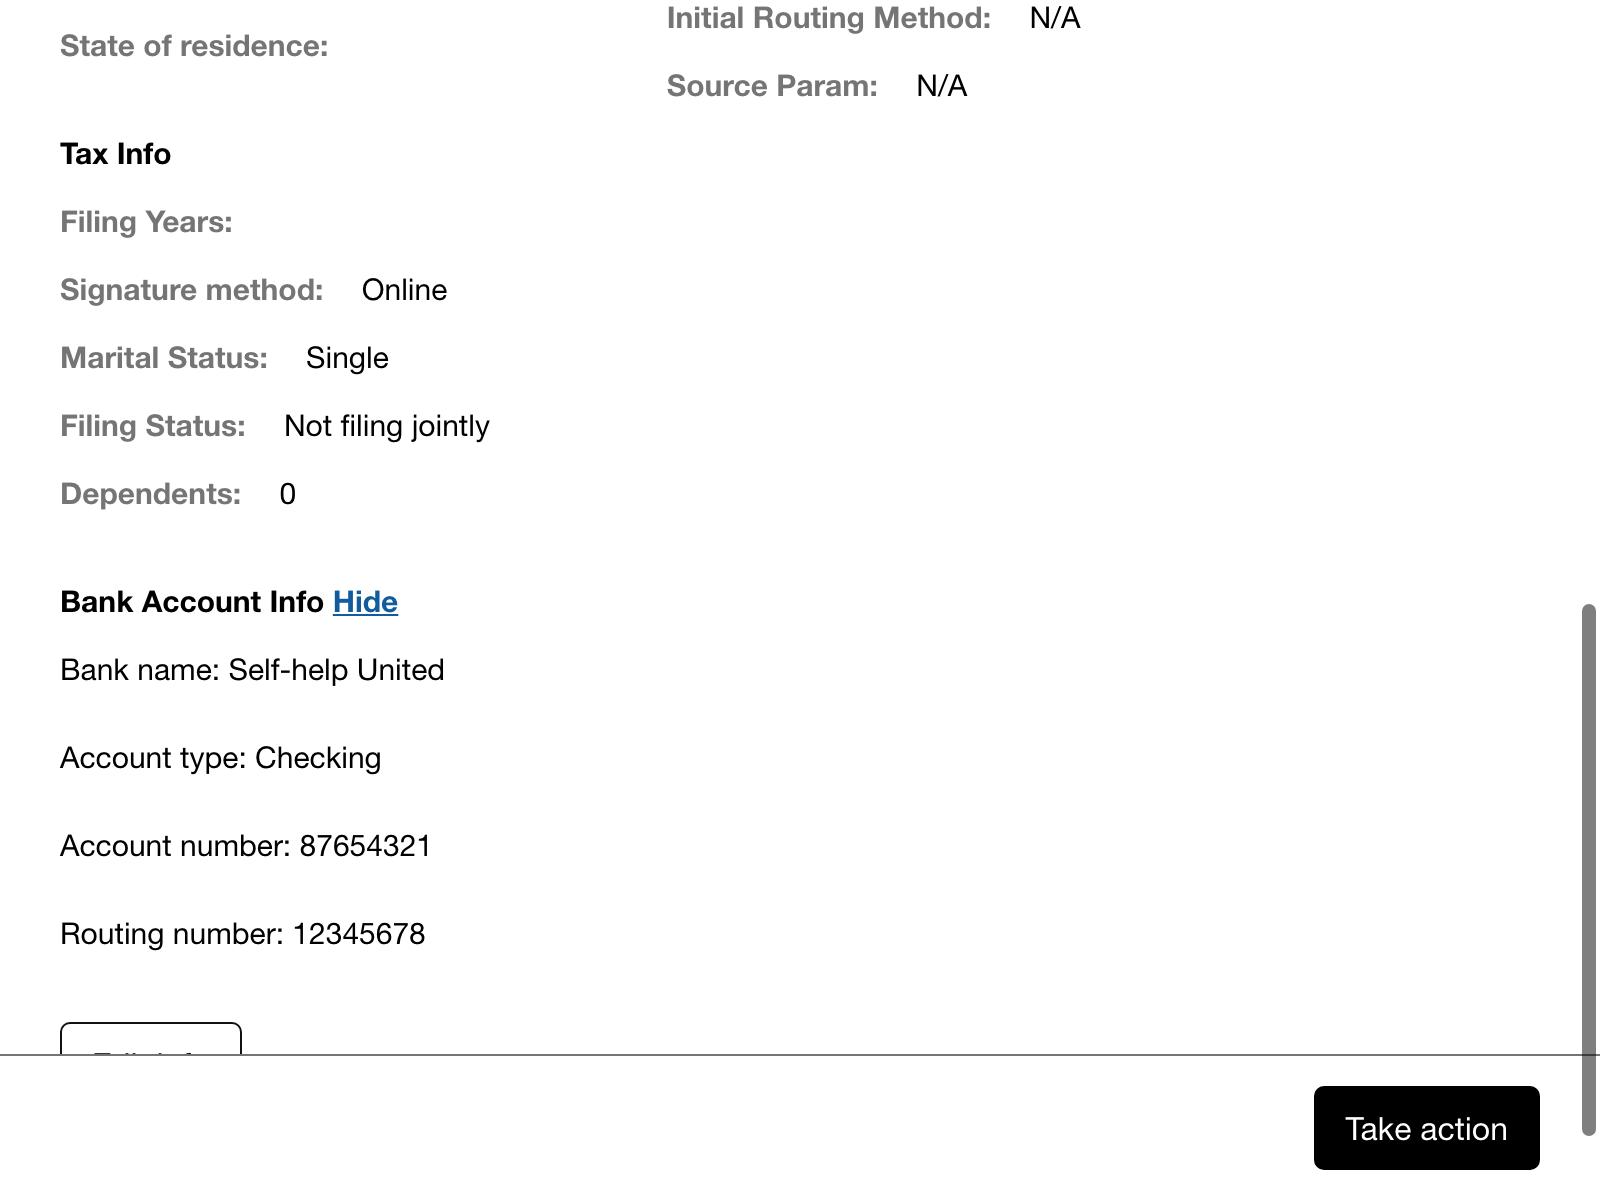 State of residence:
Initial Routing Method: N/A
Source Param: N/A
Tax Info
Filing Years:
Signature method: Online
Marital Status: Single
Filing Status: Not filing jointly
Dependents: 0
Bank Account Info Hide
Bank name: Self-help United
Account type: Checking
Account number: 87654321
Routing number: 12345678
Take action